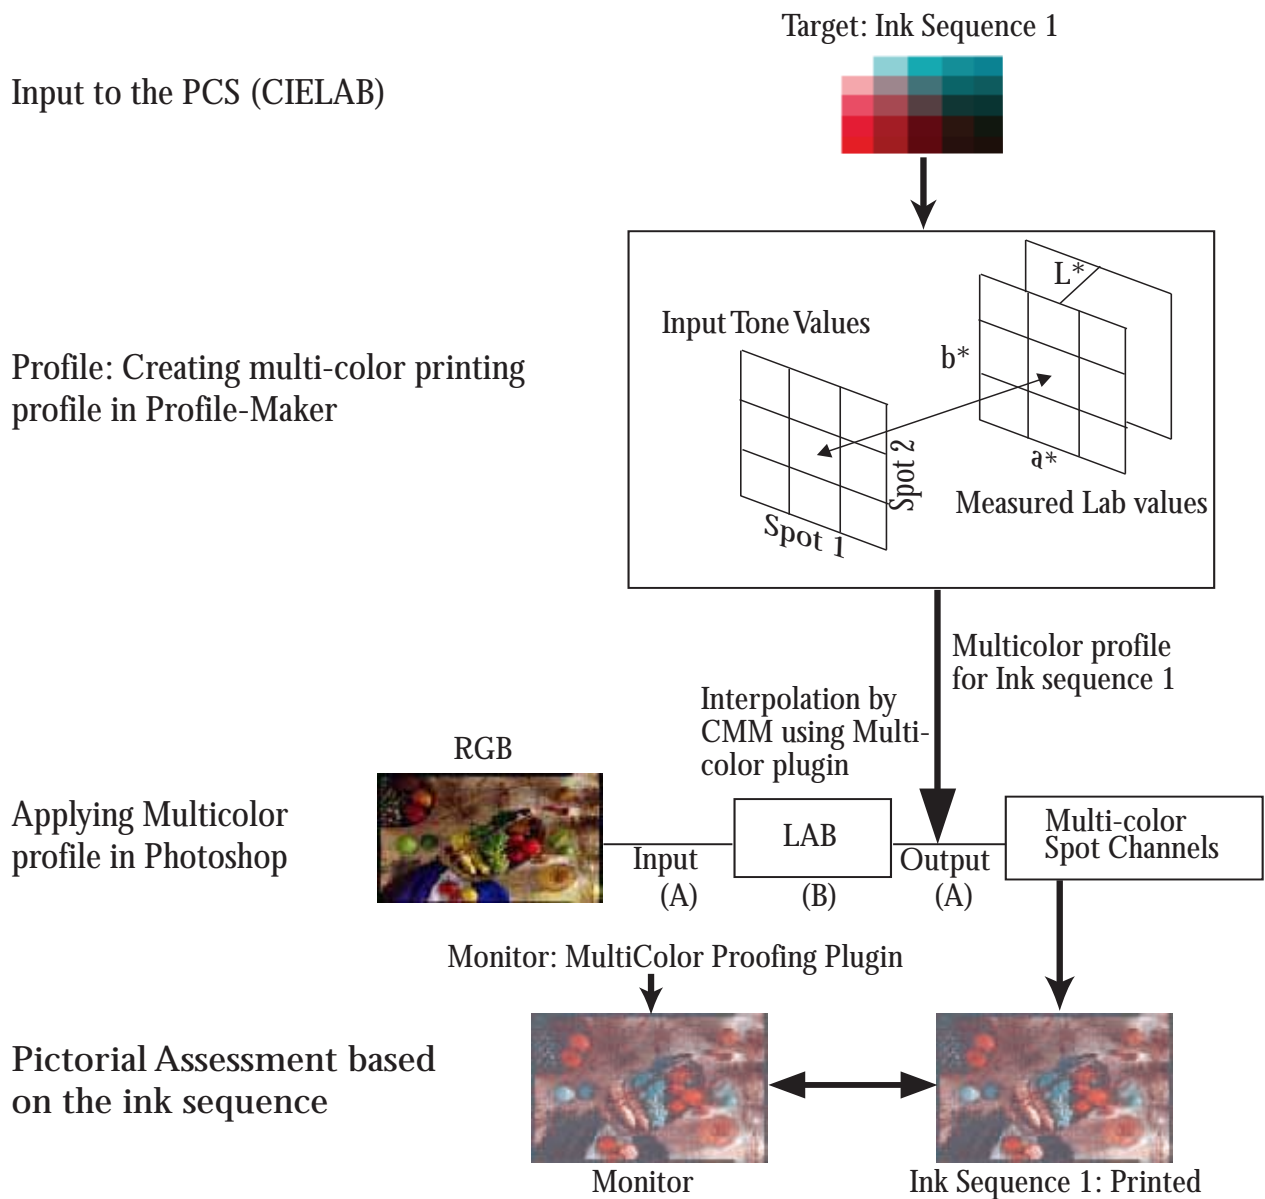 Target: Ink Sequence 1
Input to the PCS (CIELAB)
L*
Input Tone Values
b*
Profile: Creating multi-color printing
profile in Profile-Maker
Spot 2
a*
Measured Lab values
Spot 1
Multicolor profile
for Ink sequence 1
Interpolation by
CMM using Multi-
color plugin
RGB
Applying Multicolor
profile in Photoshop
Input
(A)
LAB
(B)
Output
(A)
Multi-color
Spot Channels
Monitor: MultiColor Proofing Plugin
Pictorial Assessment based
on the ink sequence
Monitor
Ink Sequence 1: Printed